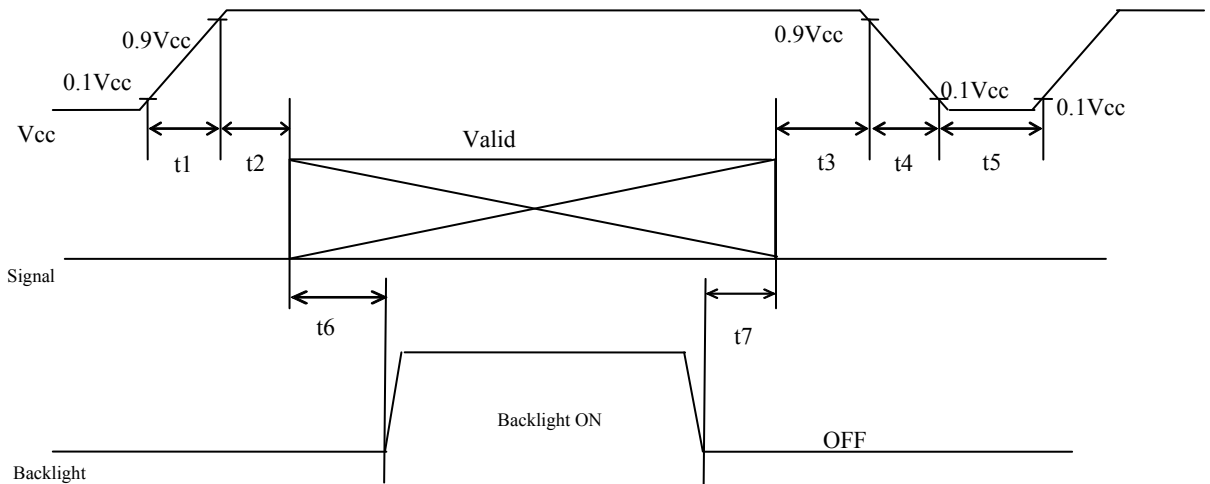 0.9Vcc
0.9Vcc
0.1Vcc
0.1Vcc
0.1Vcc
Vcc
Valid
t1
t2
t3
t4
t5
Signal
t6
t7
Backlight ON
OFF
Backlight